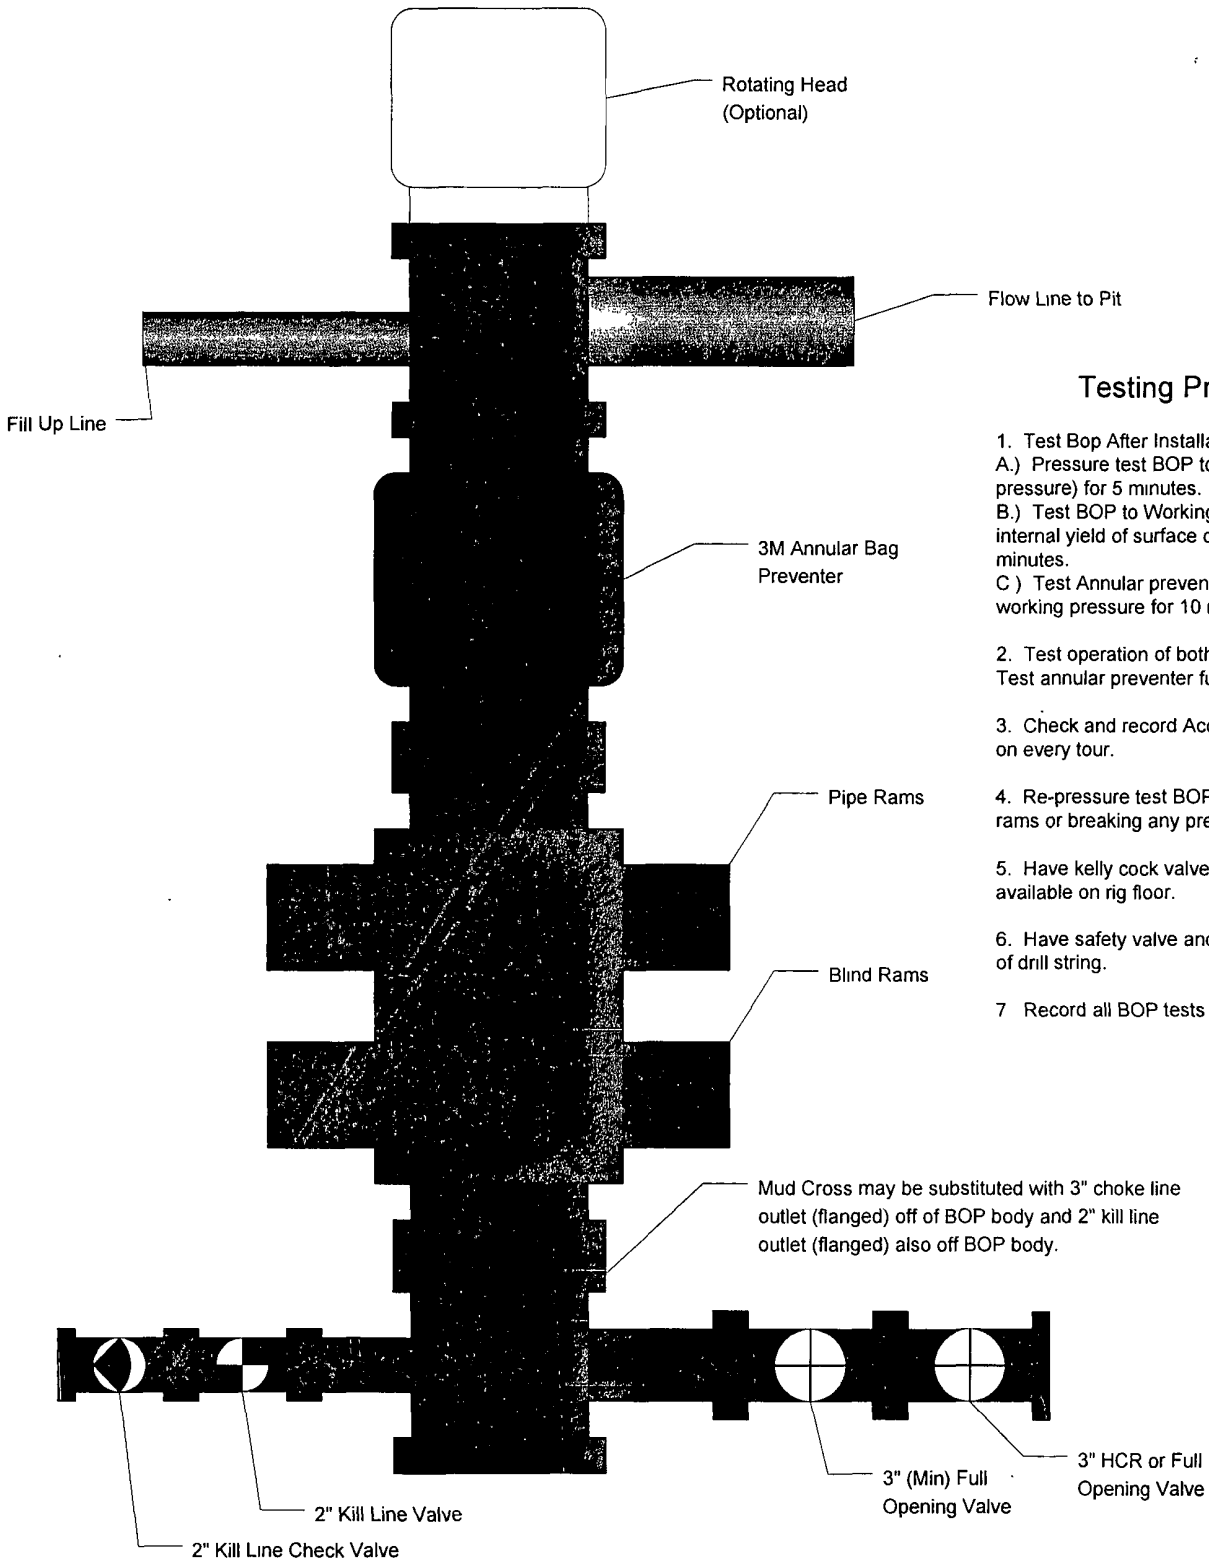 Rotating Head
(Optional)
Flow Line to Pit
Fill Up Line
Testing Pr
1. Test Bop After Installa
A.) Pressure test BOP to
pressure) for 5 minutes.
B.) Test BOP to Working
internal yield of surface c
minutes.
C ) Test Annular preven
working pressure for 10 r
2. Test operation of both
Test annular preventer fu
3. Check and record Acc
on every tour.
4. Re-pressure test BOP
rams or breaking any pre
5. Have kelly cock valve
available on rig floor.
6. Have safety valve and
of drill string.
7 Record all BOP tests
3M Annular Bag
Preventer
Pipe Rams
Blind Rams
Mud Cross may be substituted with 3" choke line
outlet (flanged) off of BOP body and 2" kill line
outlet (flanged) also off BOP body.
3" HCR or Full
Opening Valve
3" (Min) Full
Opening Valve
2" Kill Line Valve
2" Kill Line Check Valve